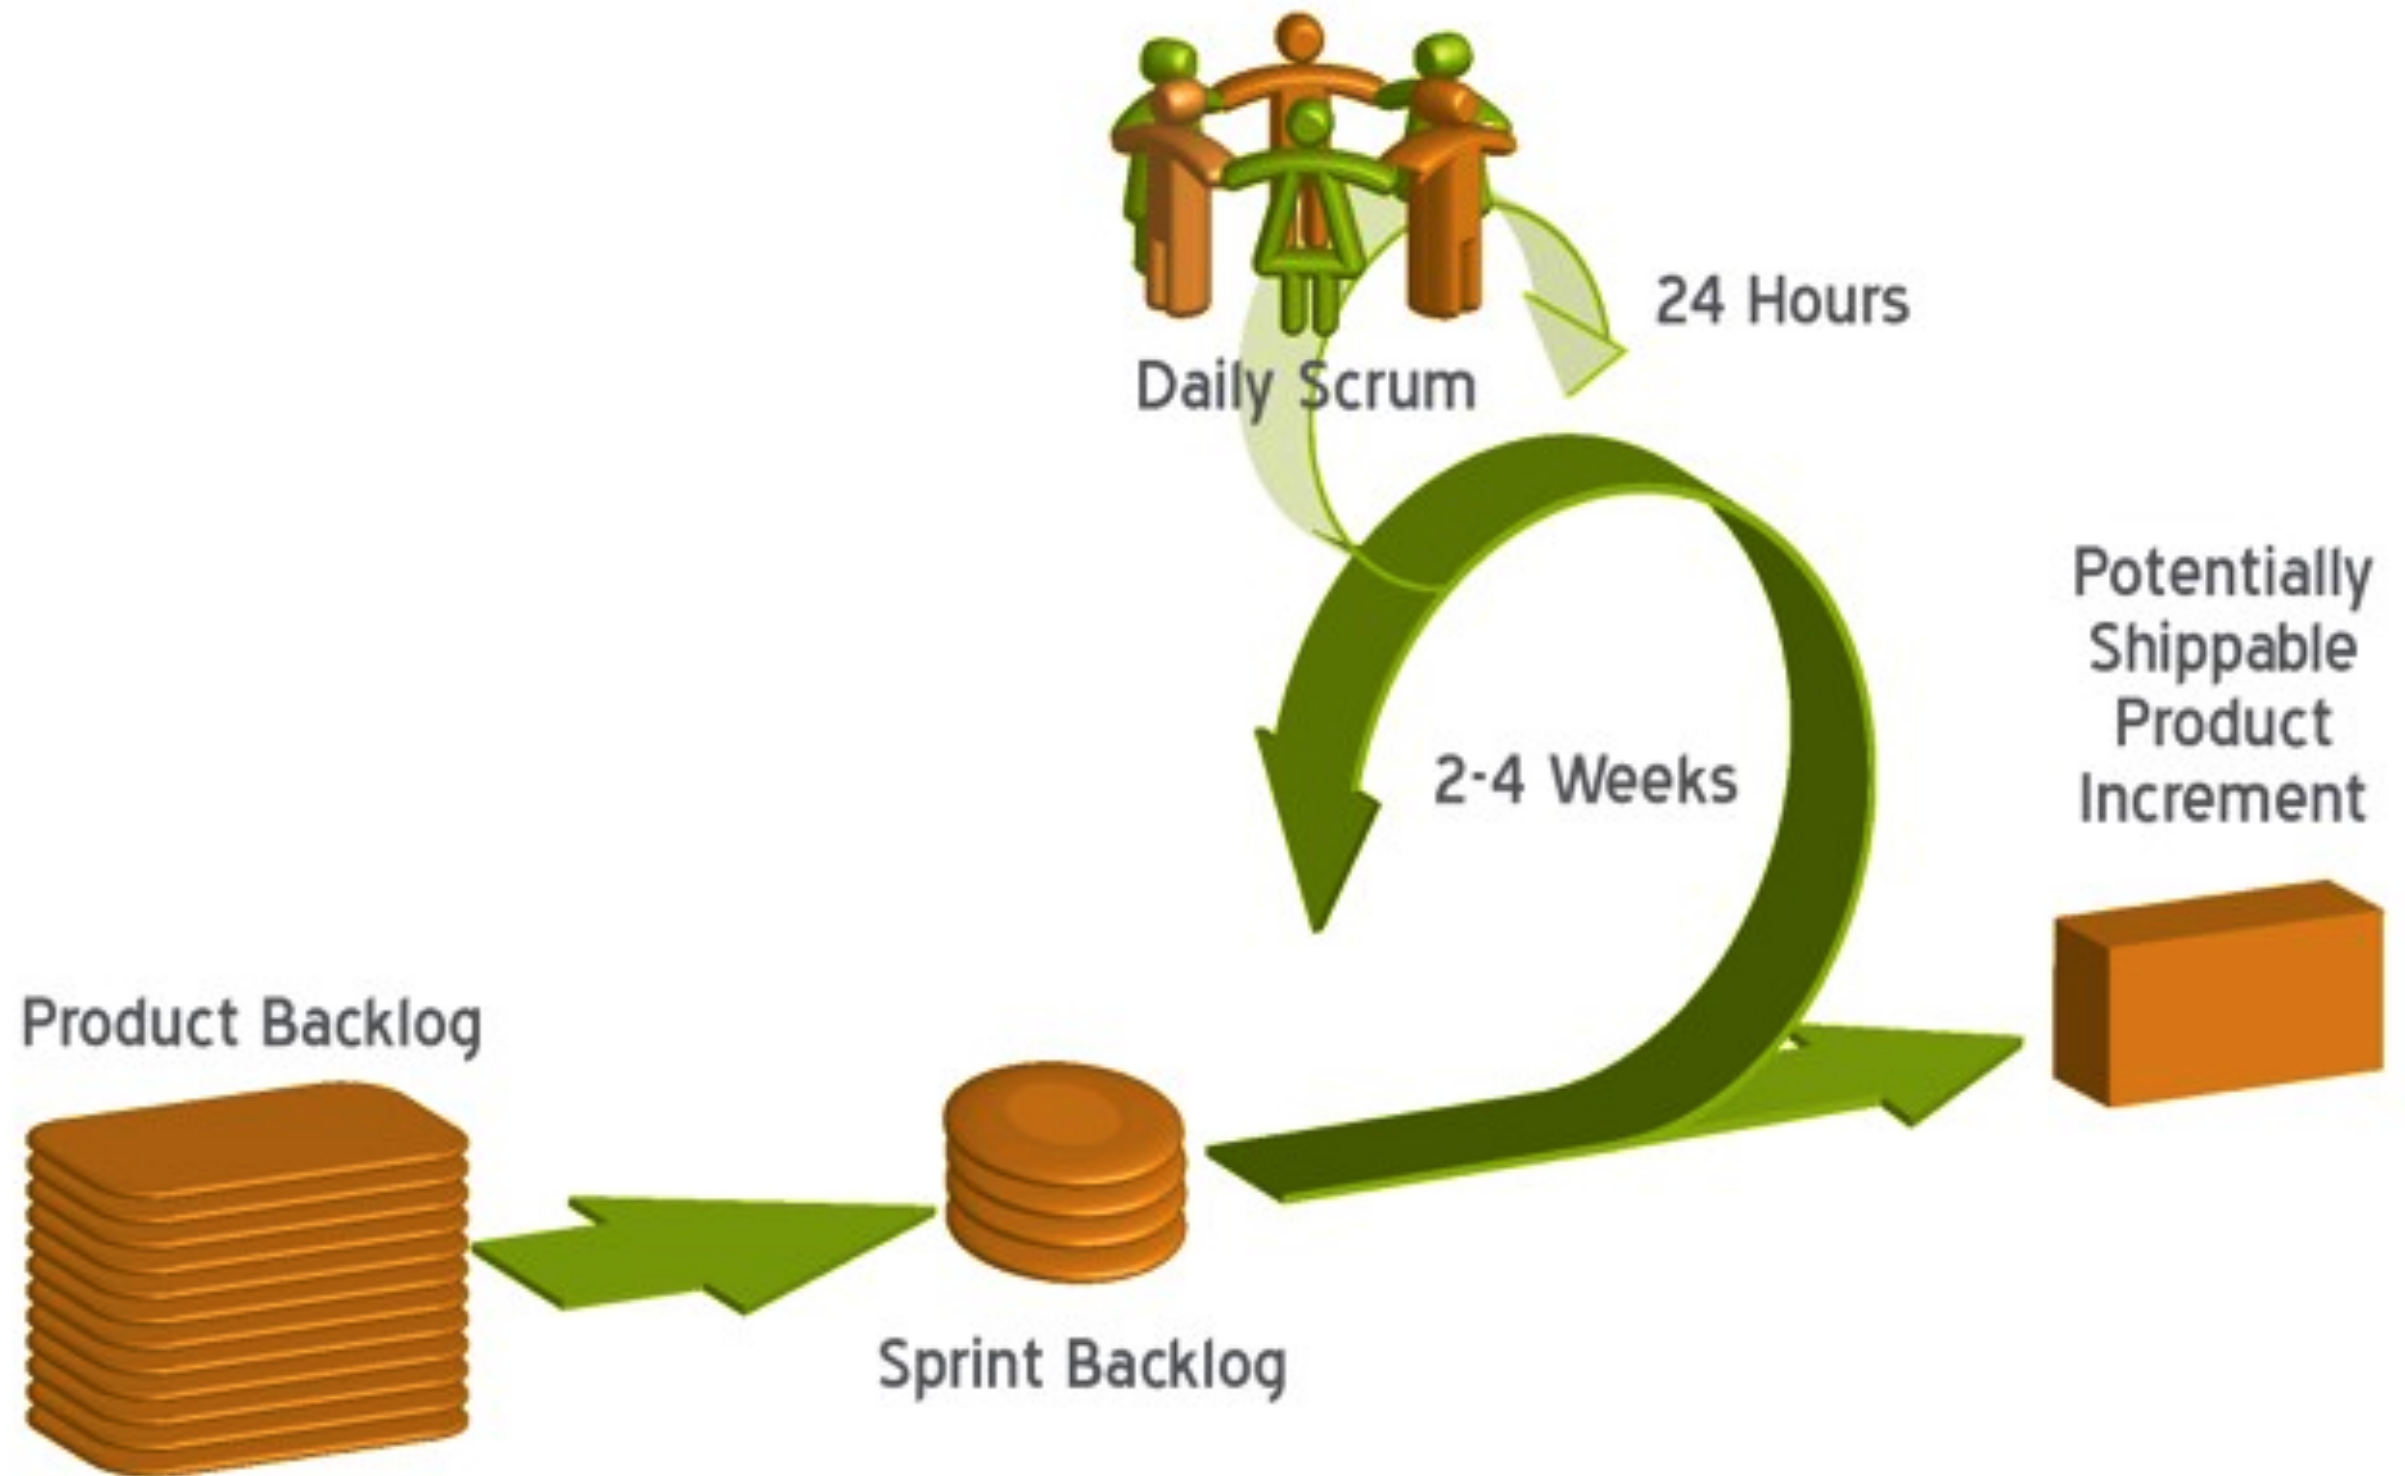 24 Hours
Daily Scrum
2-4 Weeks
Potentially
Shippable
Product
Increment
Product Backlog
Sprint Backlog